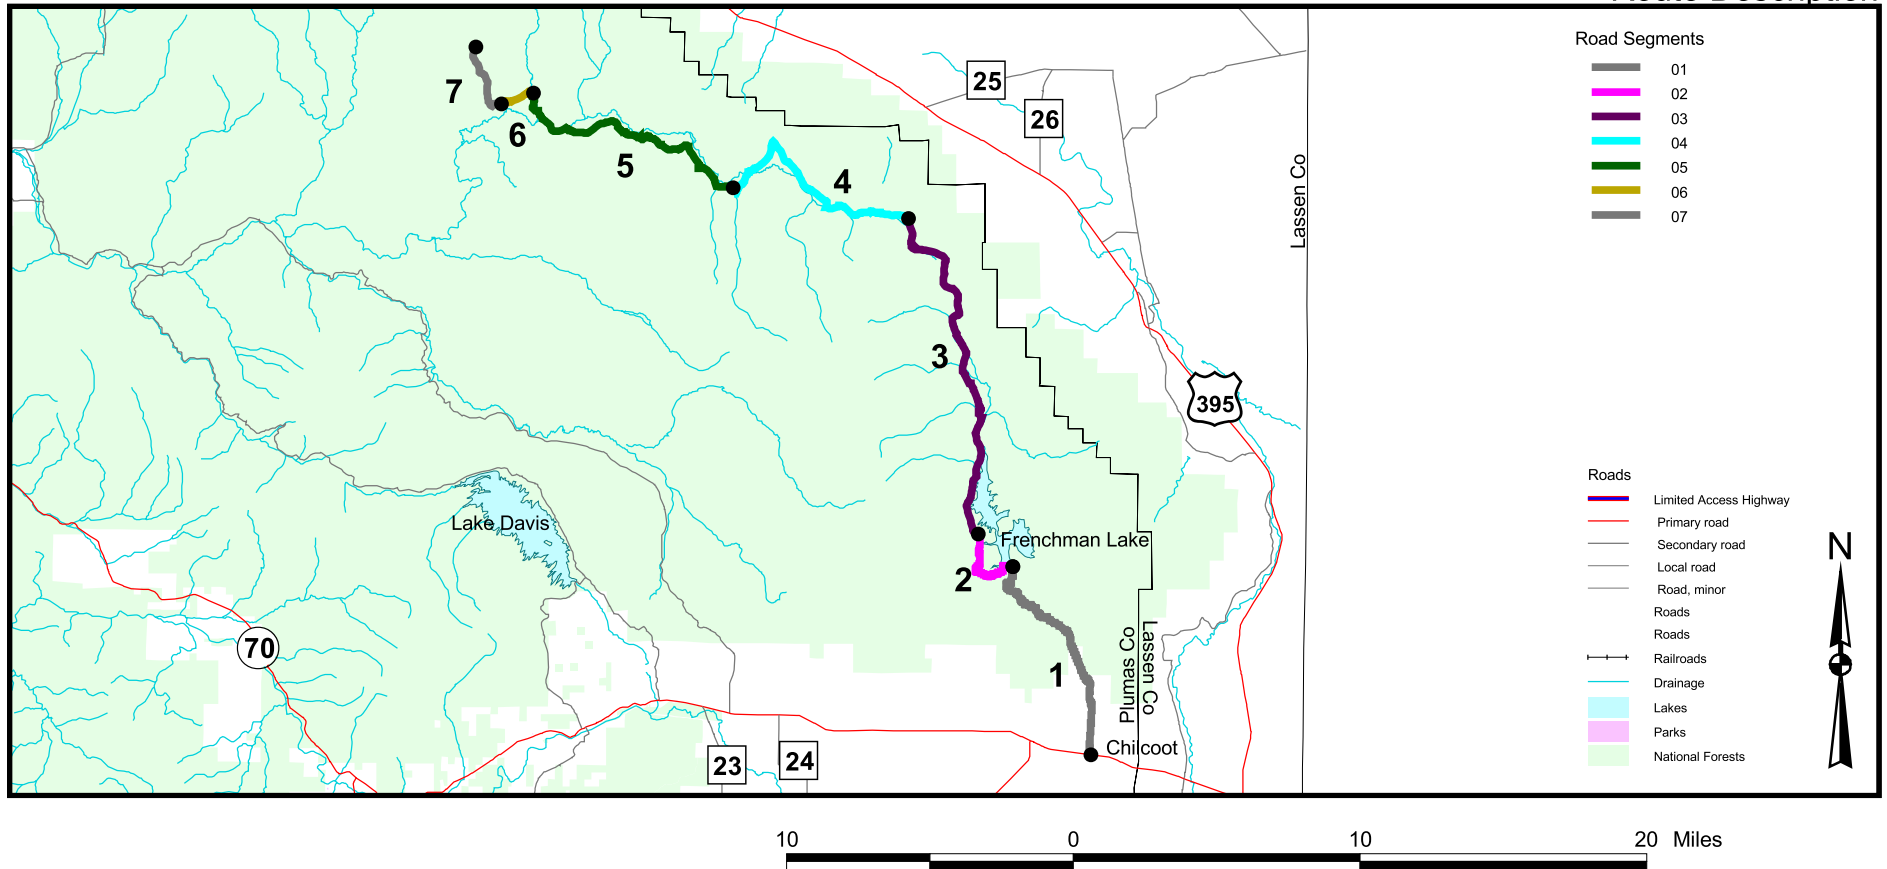 Route Description
Road Segments
01
02
03
04
05
06
07
7
6
5
4
3
2
1
25
26
395
Lassen Co
Lake Davis
Frenchman Lake
70
Plumas Co
Lassen Co
Chilcoot
23
24
Roads
Limited Access Highway
Primary road
Secondary road
Local road
Road, minor
Roads
Roads
Railroads
Drainage
Lakes
Parks
National Forests
N
10 0 10 20 Miles